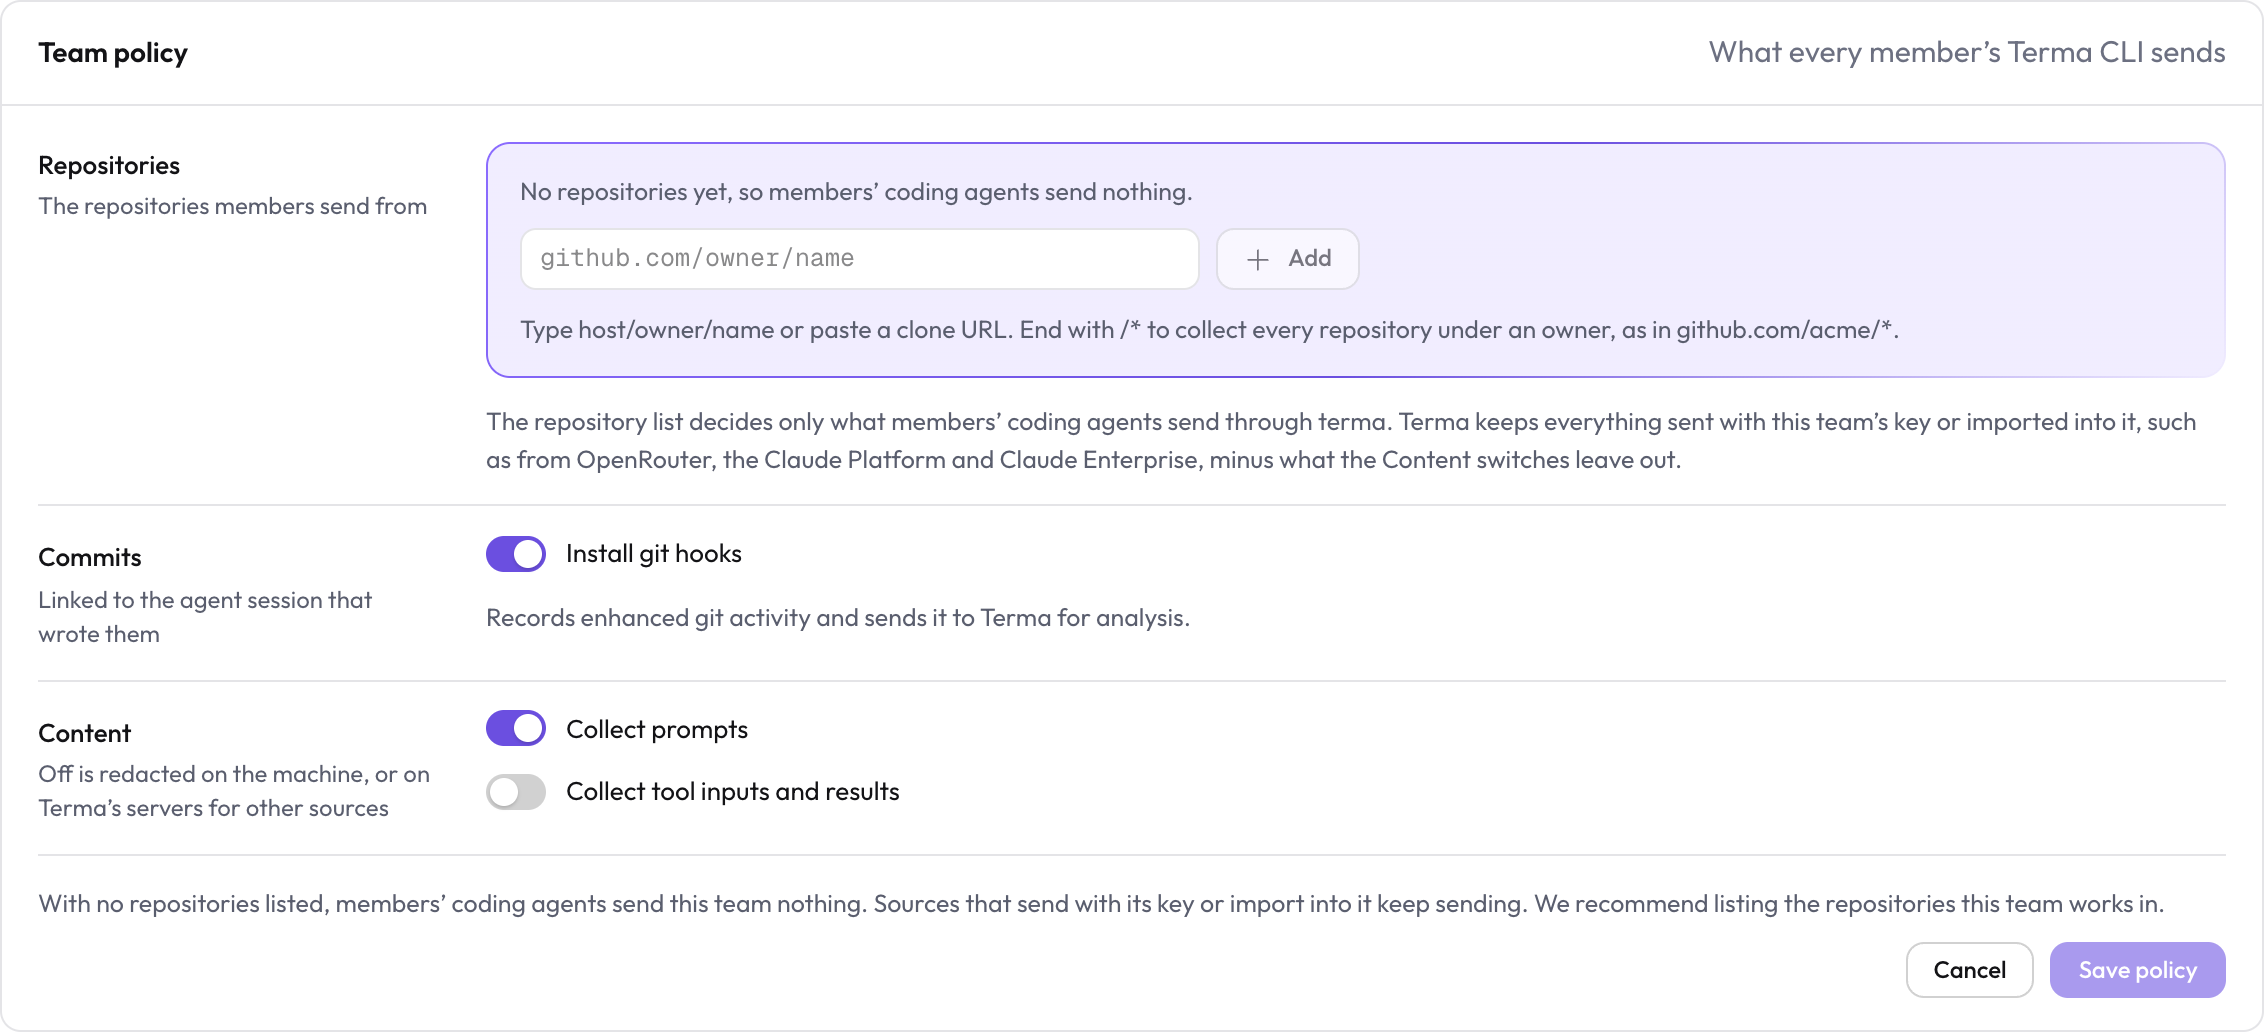 Team policy
What every member’s Terma CLI sends
Repositories
The repositories members send from
No repositories yet, so members’ coding agents send nothing.
github.com/owner/name
Add
Type host/owner/name or paste a clone URL. End with /* to collect every repository under an owner, as in github.com/acme/*.
The repository list decides only what members’ coding agents send through terma. Terma keeps everything sent with this team’s key or imported into it, such
as from OpenRouter, the Claude Platform and Claude Enterprise, minus what the Content switches leave out.
Commits
Linked to the agent session that
wrote them
Install git hooks
Records enhanced git activity and sends it to Terma for analysis.
Content
Off is redacted on the machine, or on
Terma’s servers for other sources
Collect prompts
Collect tool inputs and results
With no repositories listed, members’ coding agents send this team nothing. Sources that send with its key or import into it keep sending. We recommend listing the repositories this team works in.
Cancel
Save policy